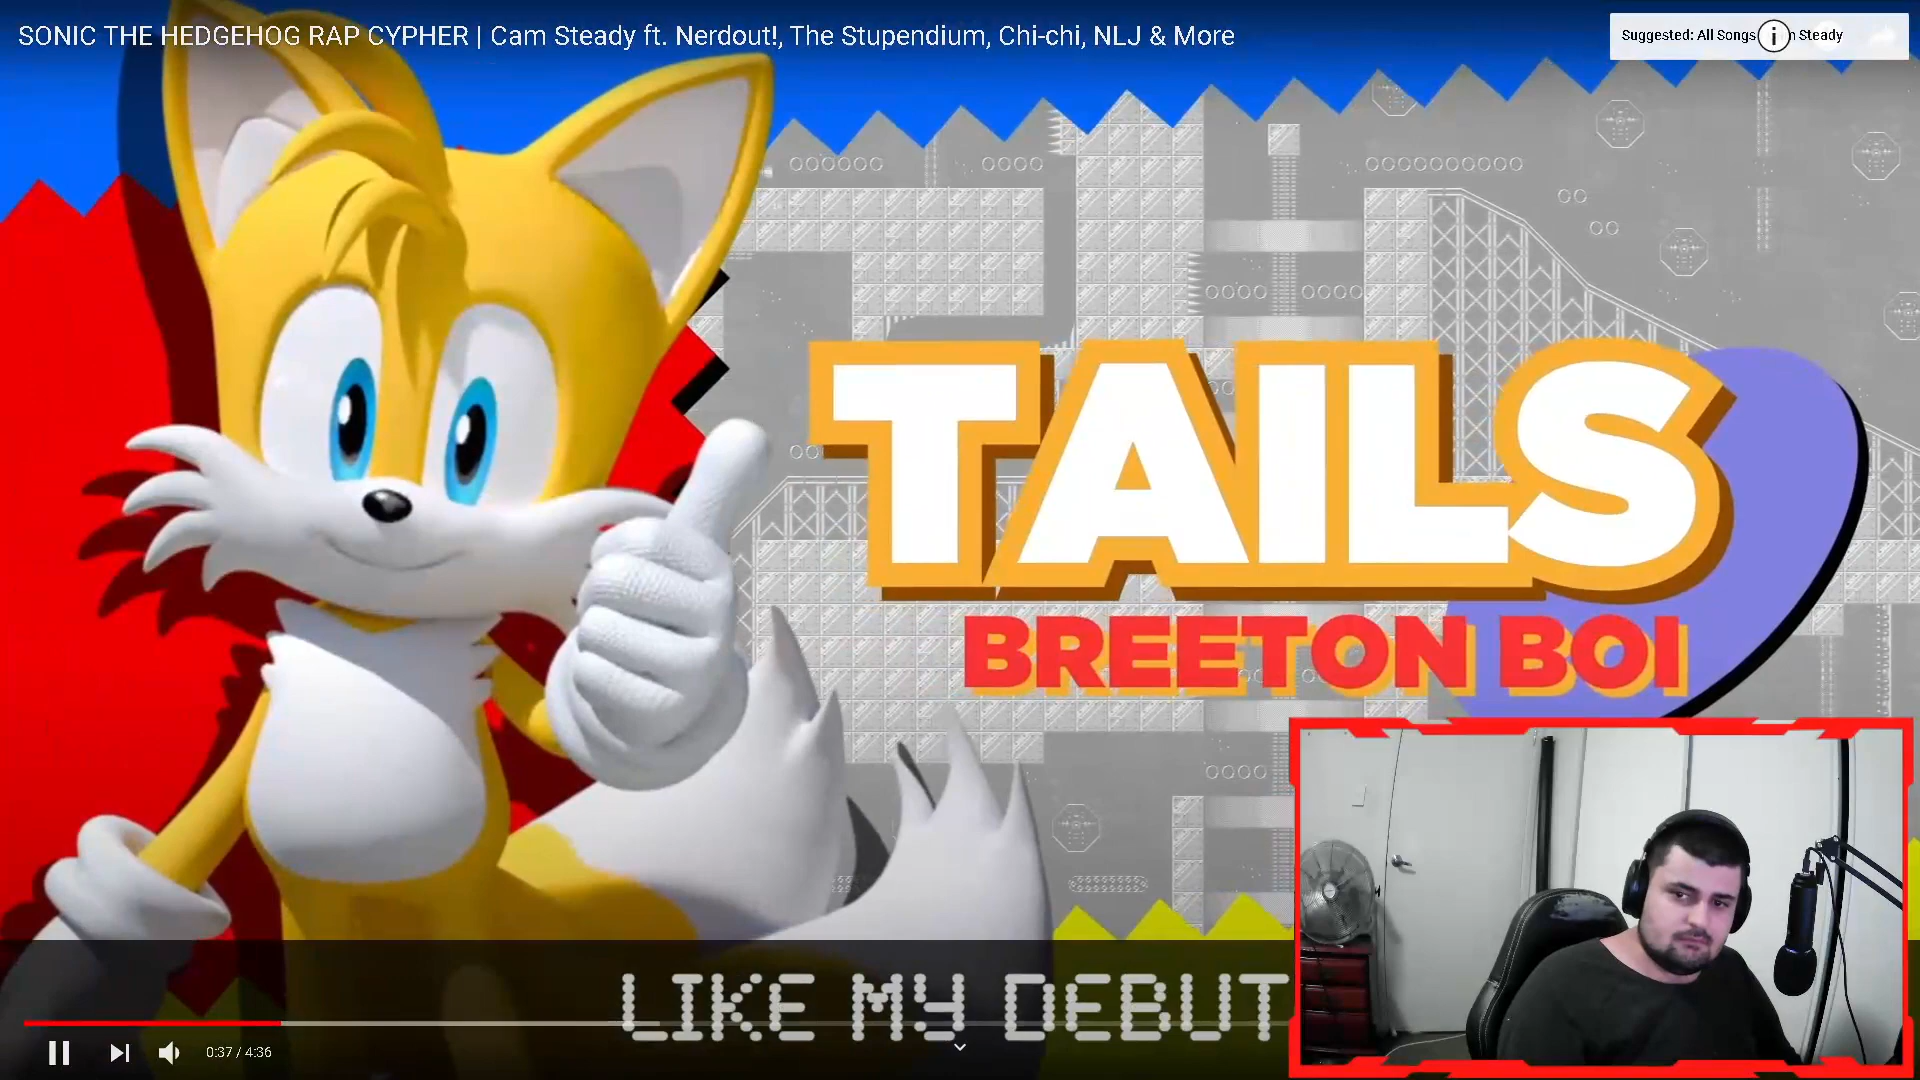 SONIC THE HEDGEHOG RAP CYPHER | Cam Steady ft. Nerdout!, The Stupendium, Chi-chi, NLJ & More
Suggested: All Songs
Steady
TAILS
BREETON BOI
LIKE MY DEBUT
0:37 / 4:36